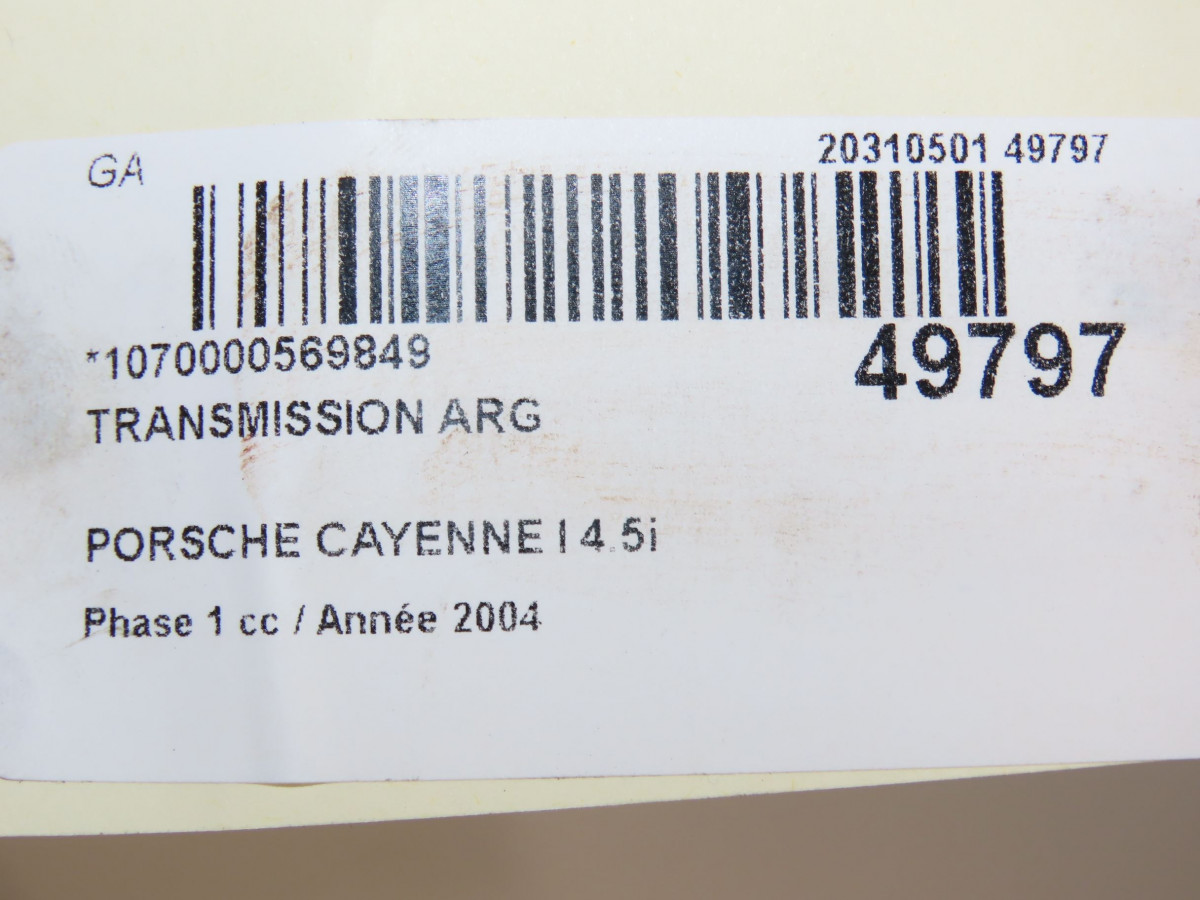 GA
20310501 49797
*1070000569849
49797
TRANSMISSION ARG
PORSCHE CAYENNE I 4.5i
Phase 1 cc / Année 2004